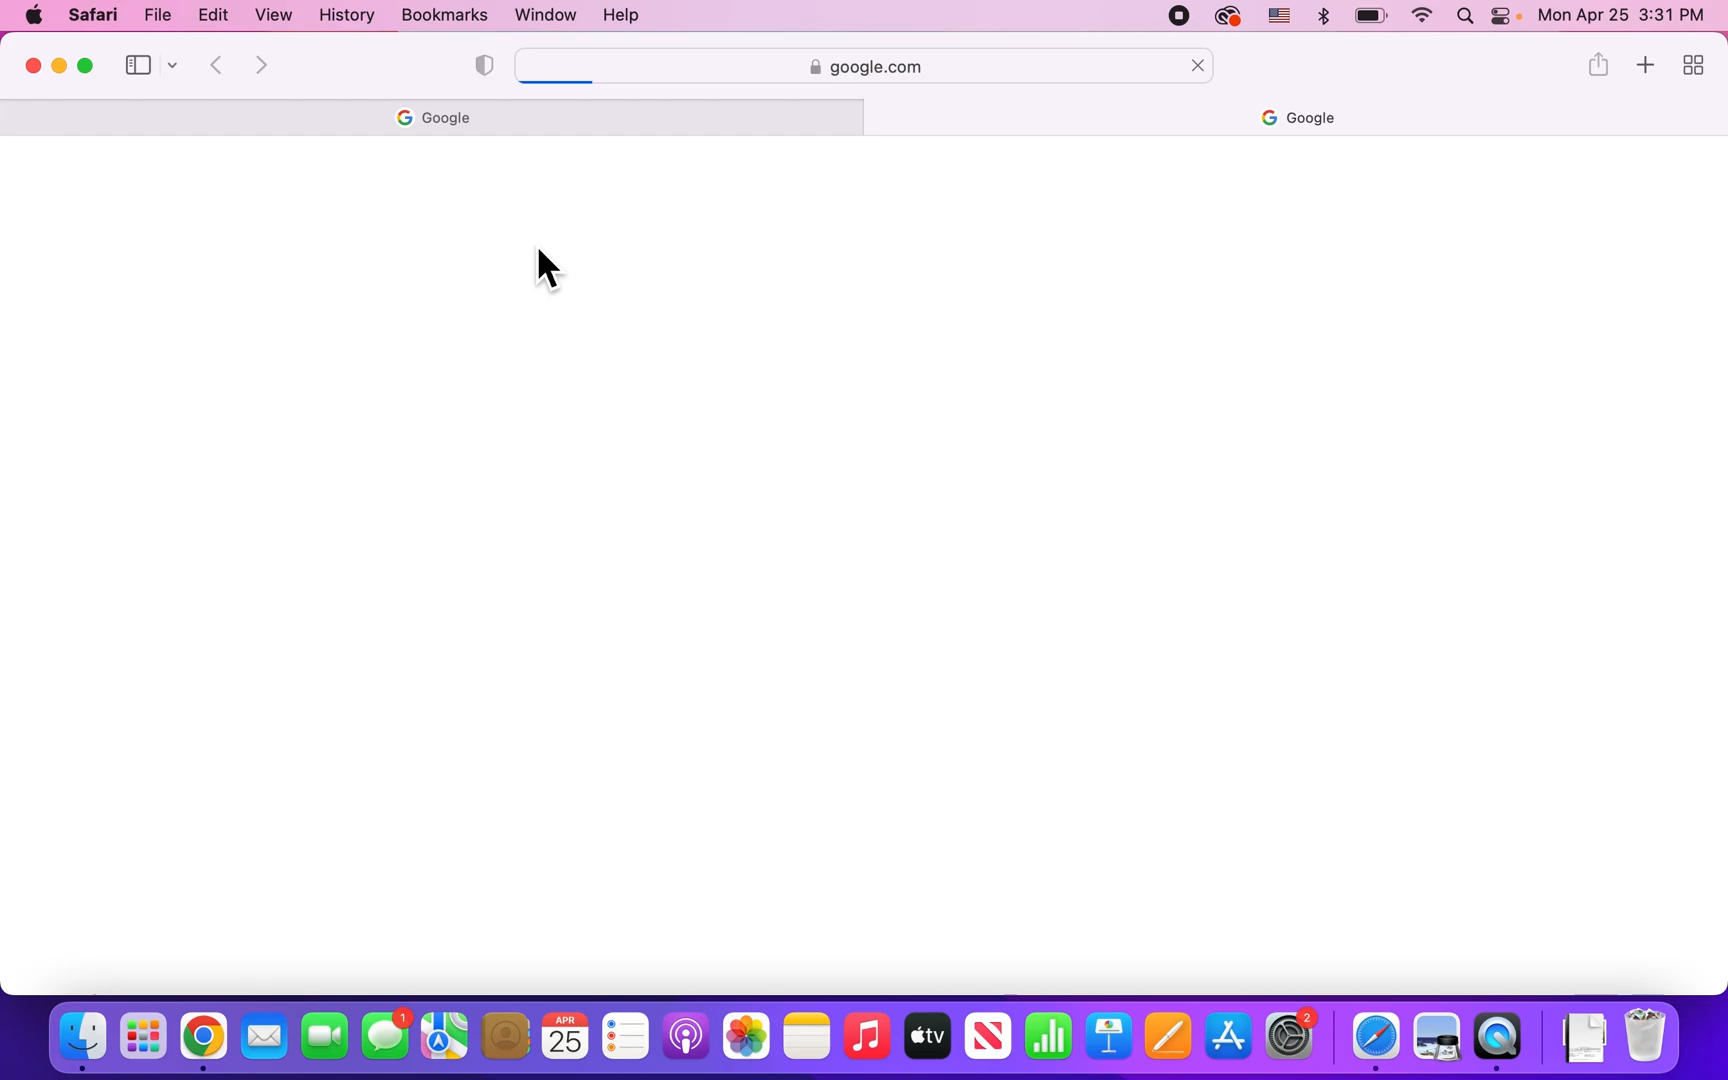 Safari File Edit View History Bookmarks Window Help Mon Apr 25 3:31 PM
google.com
Google Google
1 APR 25 tv 2